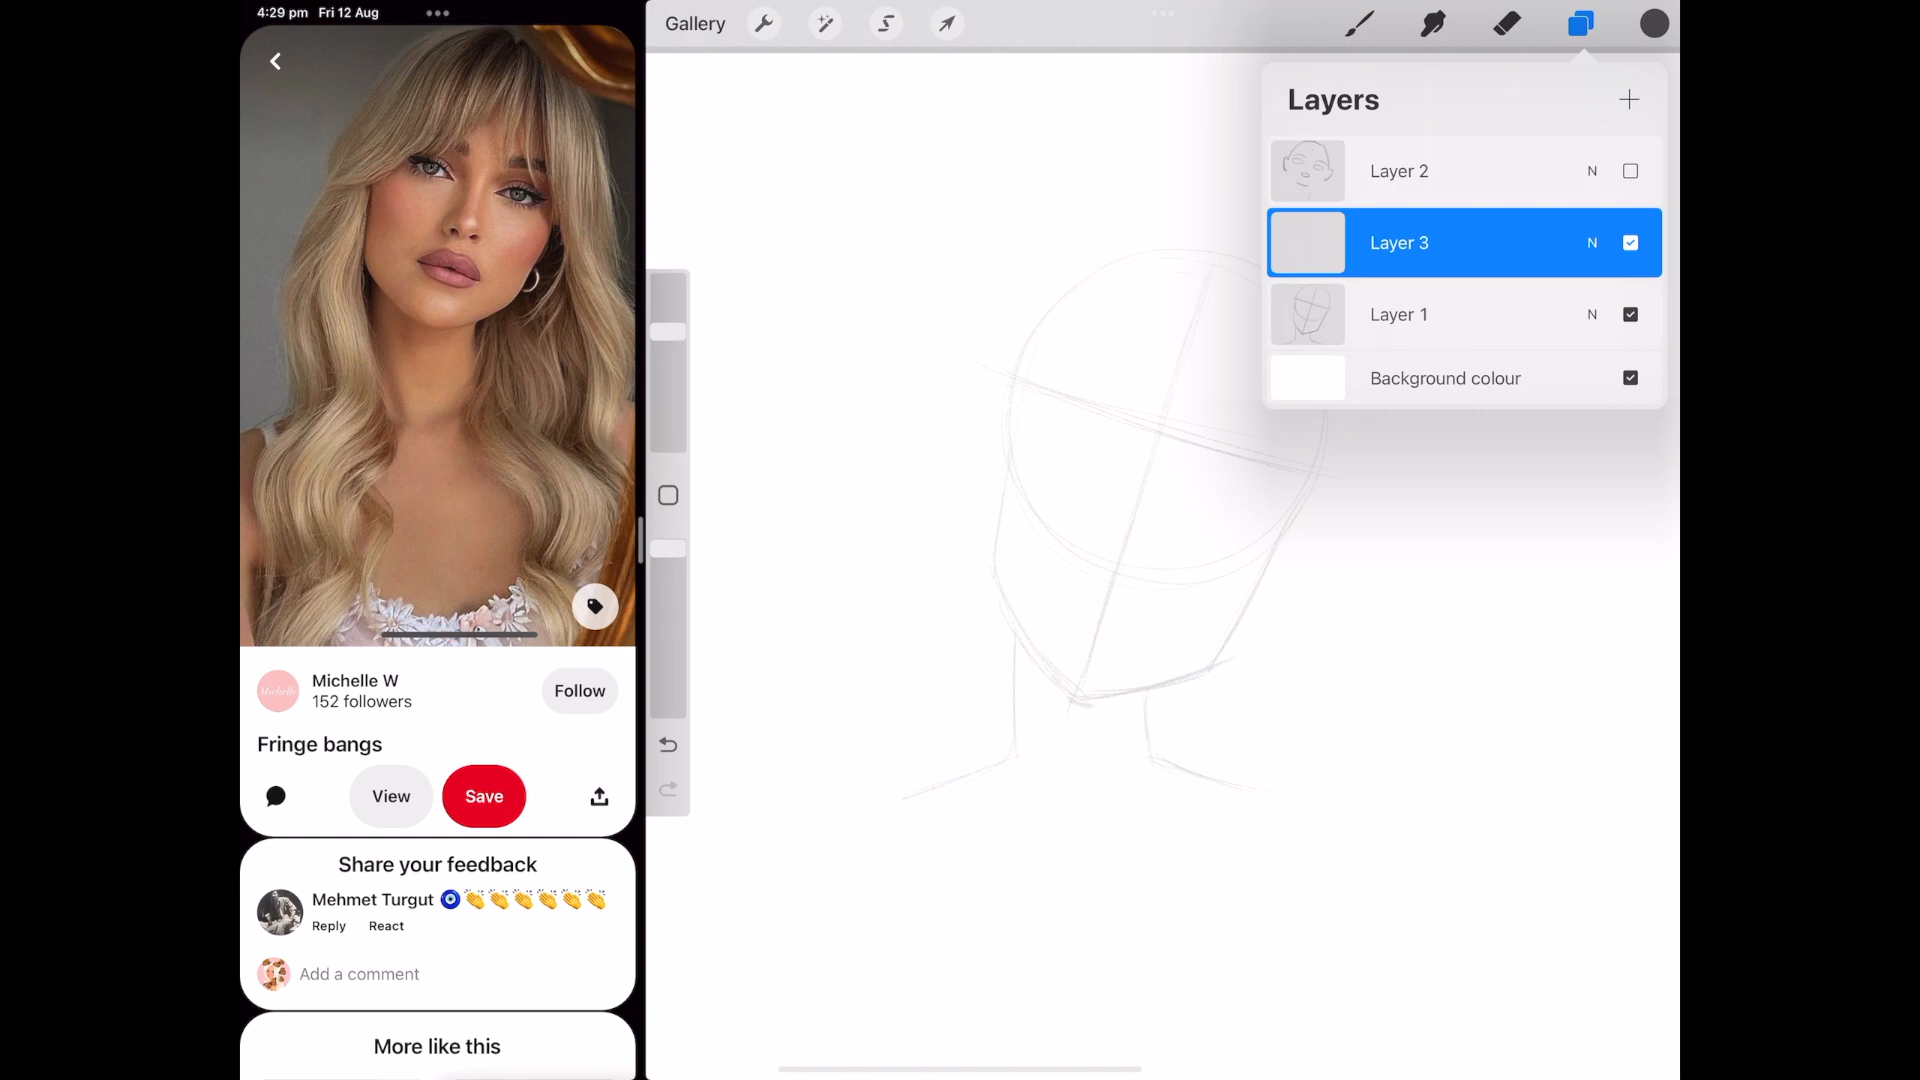 4:29 pm Fri 12 Aug
Michelle
Michelle W
152 followers
Follow
Fringe bangs
View
Save
Share your feedback
Mehmet Turgut 🧿👏👏👏👏👏👏
Reply React
Add a comment
More like this
Gallery
Layers
Layer 2 N
Layer 3 N
Layer 1 N
Background colour